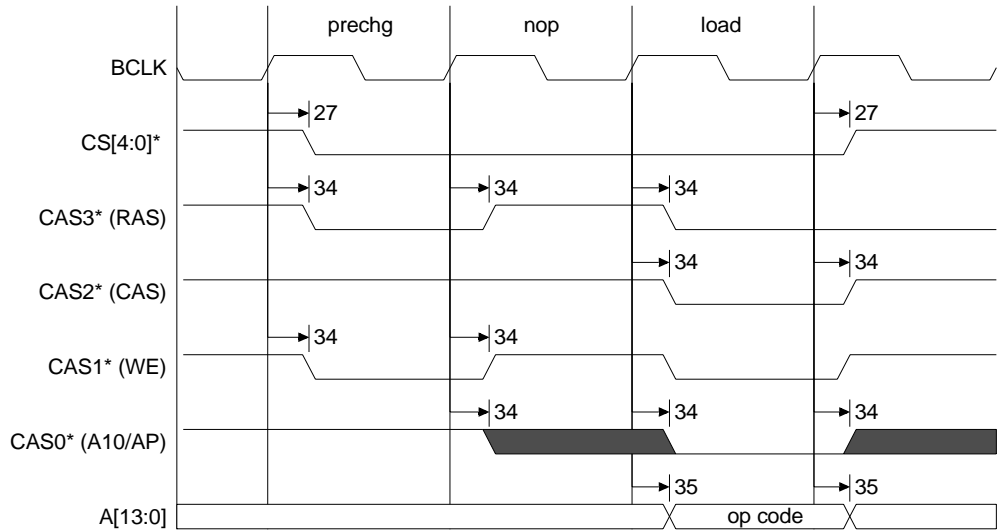 prechg nop load
BCLK
27 27
CS[4:0]*
34 34 34
CAS3* (RAS)
34 34
CAS2* (CAS)
34 34
CAS1* (WE)
34 34 34
CAS0* (A10/AP)
35 35
A[13:0] op code